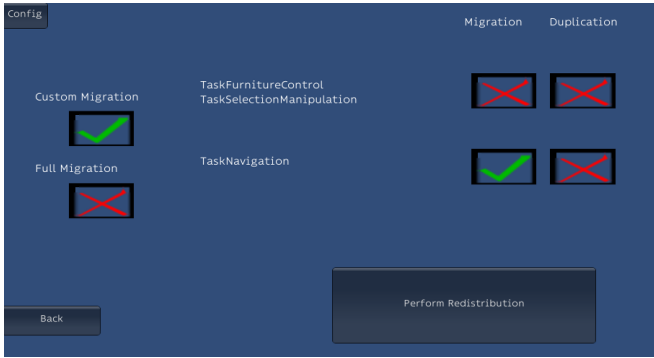 Config
Migration Duplication
Custom Migration
TaskFurnitureControl
TaskSelectionManipulation
Full Migration
TaskNavigation
Perform Redistribution
Back